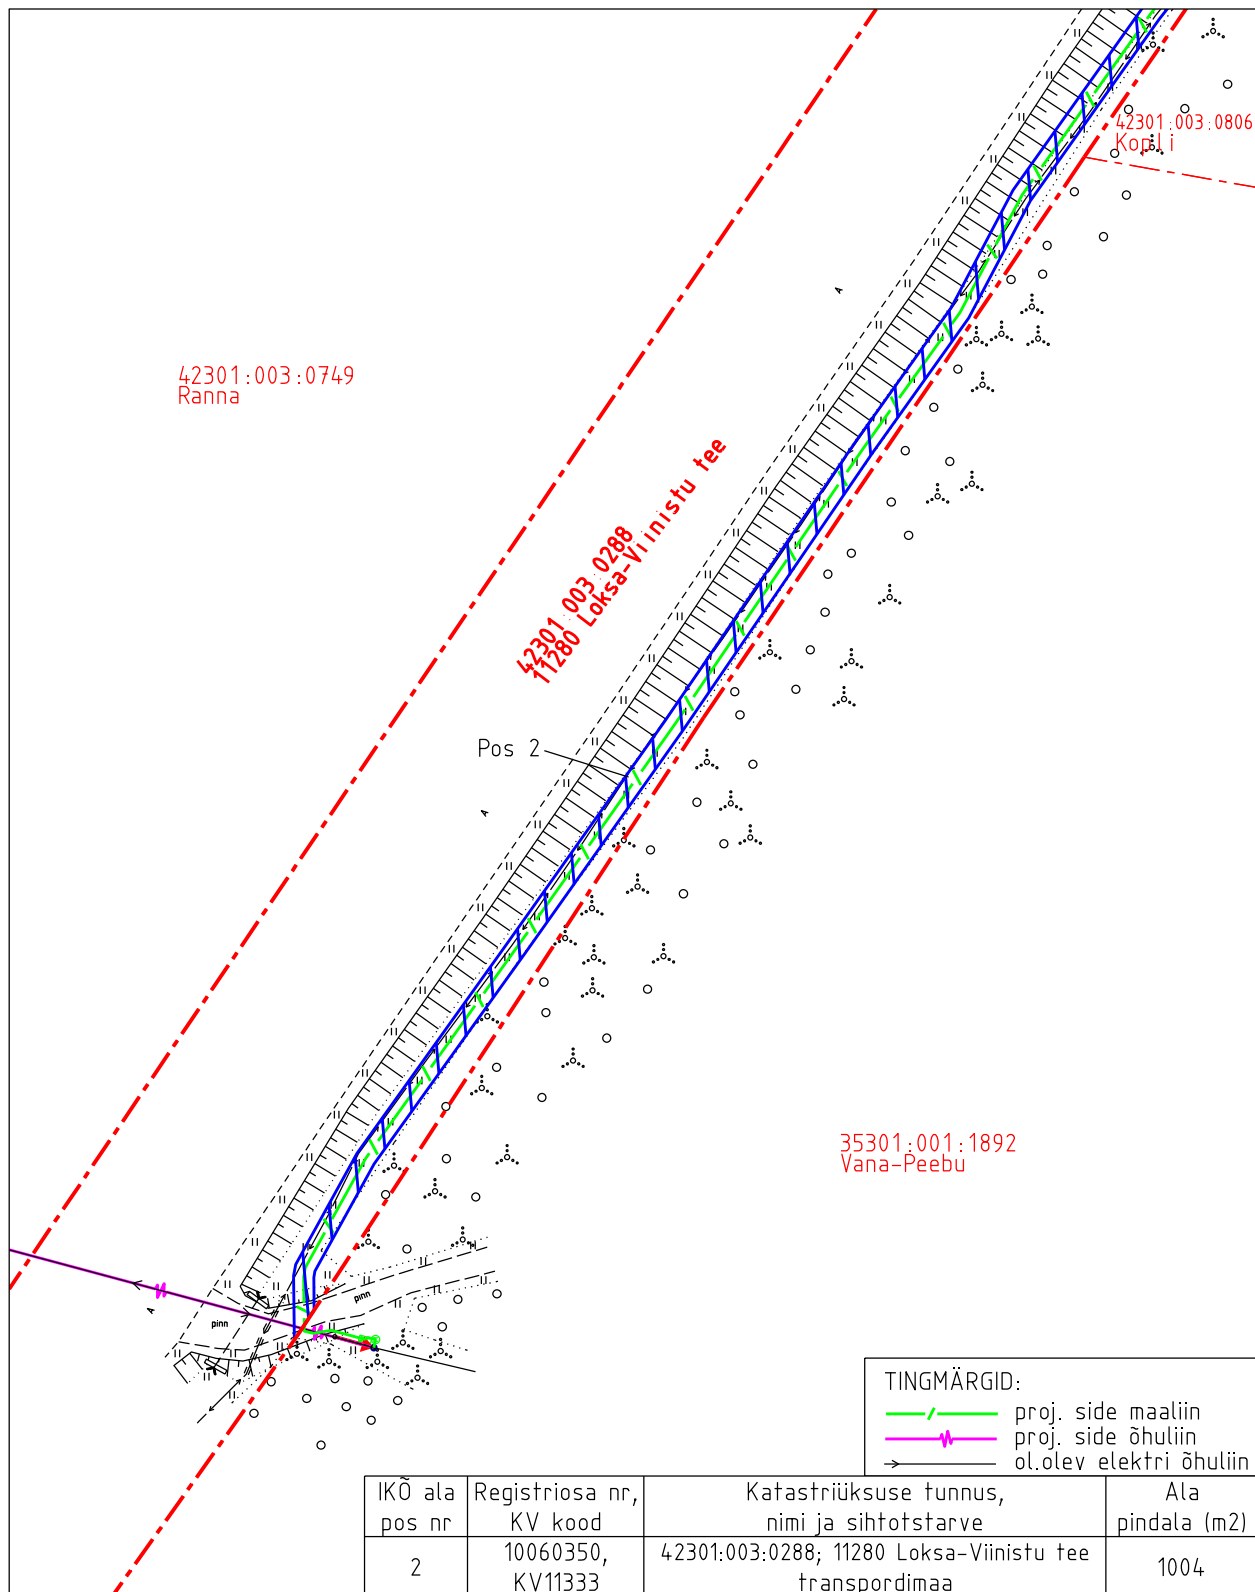 42301:003:0806
Kopli
A
42301:003:0749
Ranna
42301:003:0288
11280 Loksa-Viinistu tee
Pos 2
A
35301:001:1892
Vana-Peebu
A
pinn
pinn
TINGMÄRGID:
proj. side maaliin
proj. side õhuliin
ol.olev elektri õhuliin
IKÕ ala pos nr
Registriosa nr, KV kood
Katastriüksuse tunnus, nimi ja sihtotstarve
Ala pindala (m2)
2
10060350, KV11333
42301:003:0288; 11280 Loksa-Viinistu tee transpordimaa
1004